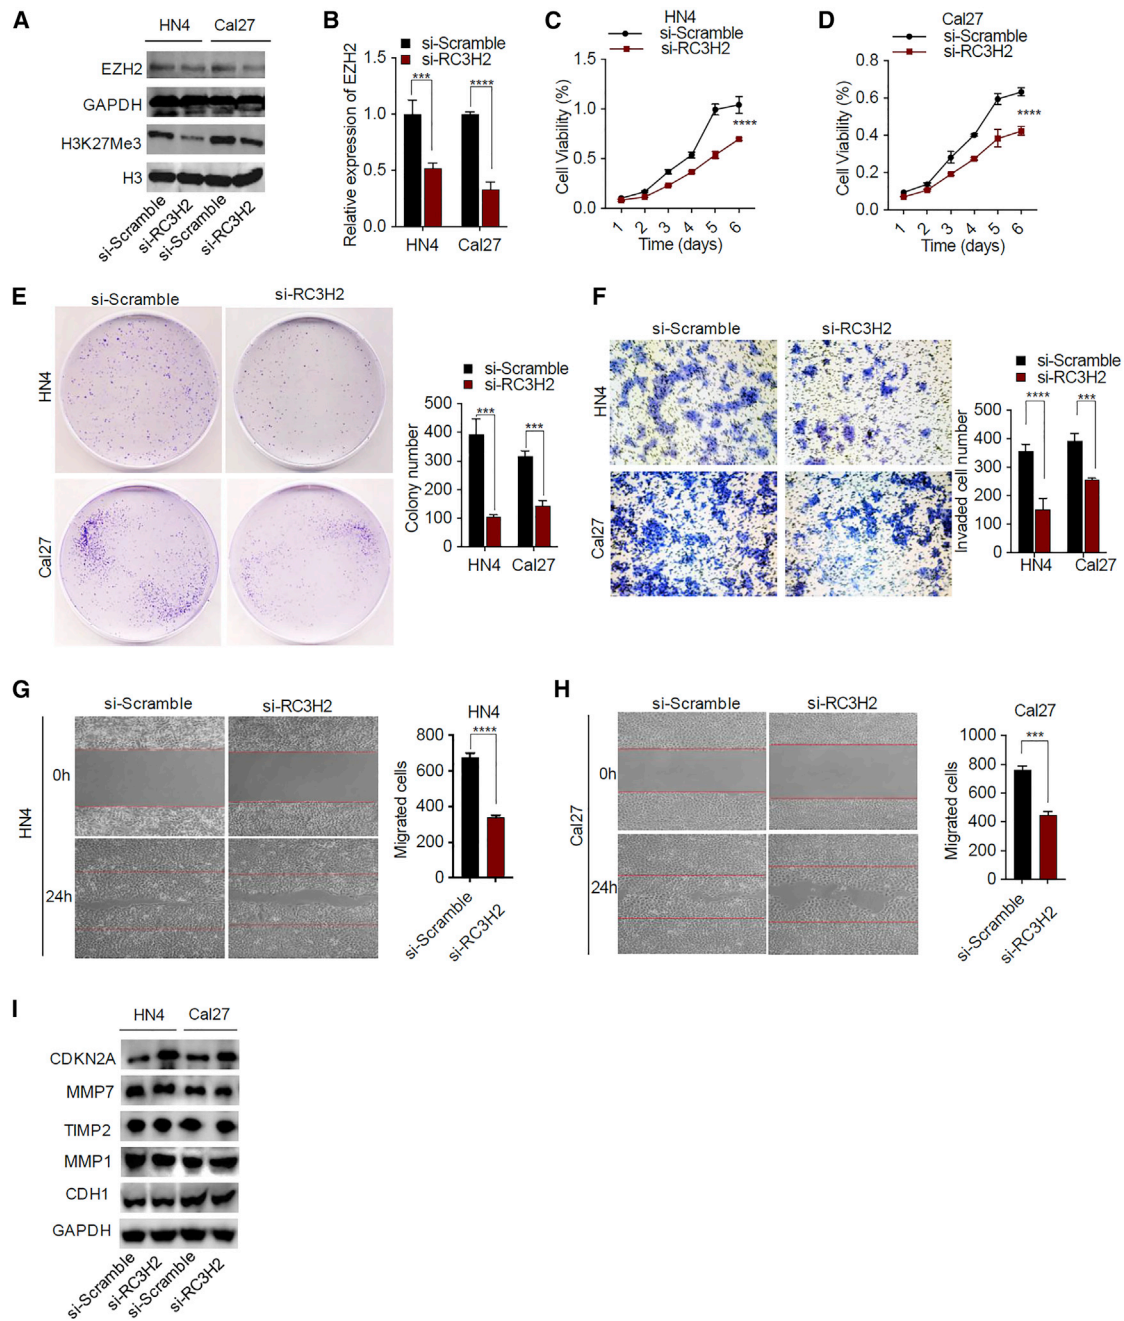 A
HN4 Cal27
EZH2
GAPDH
H3K27Me3
H3
si-Scramble
si-RC3H2
si-Scramble
si-RC3H2
B
si-Scramble
si-RC3H2
Relative expression of EZH2
1.5
1.0
0.5
0.0
*** ****
HN4 Cal27
C
HN4
si-Scramble
si-RC3H2
Cell Viability (%)
1.5
1.0
0.5
0.0
****
1 2 3 4 5 6
Time (days)
D
Cal27
si-Scramble
si-RC3H2
Cell Viability (%)
0.8
0.6
0.4
0.2
0.0
****
1 2 3 4 5 6
Time (days)
E
si-Scramble si-RC3H2
HN4
Cal27
si-Scramble
si-RC3H2
Colony number
500
400
300
200
100
0
*** ***
HN4 Cal27
F
si-Scramble si-RC3H2
HN4
Cal27
si-Scramble
si-RC3H2
Invaded cell number
500
400
300
200
100
0
**** ***
HN4 Cal27
G
si-Scramble si-RC3H2
HN4
0h
24h
HN4
Migrated cells
800
600
400
200
0
****
si-Scramble
si-RC3H2
H
si-Scramble si-RC3H2
Cal27
0h
24h
Cal27
Migrated cells
1000
800
600
400
200
0
***
si-Scramble
si-RC3H2
I
HN4 Cal27
CDKN2A
MMP7
TIMP2
MMP1
CDH1
GAPDH
si-Scramble
si-RC3H2
si-Scramble
si-RC3H2